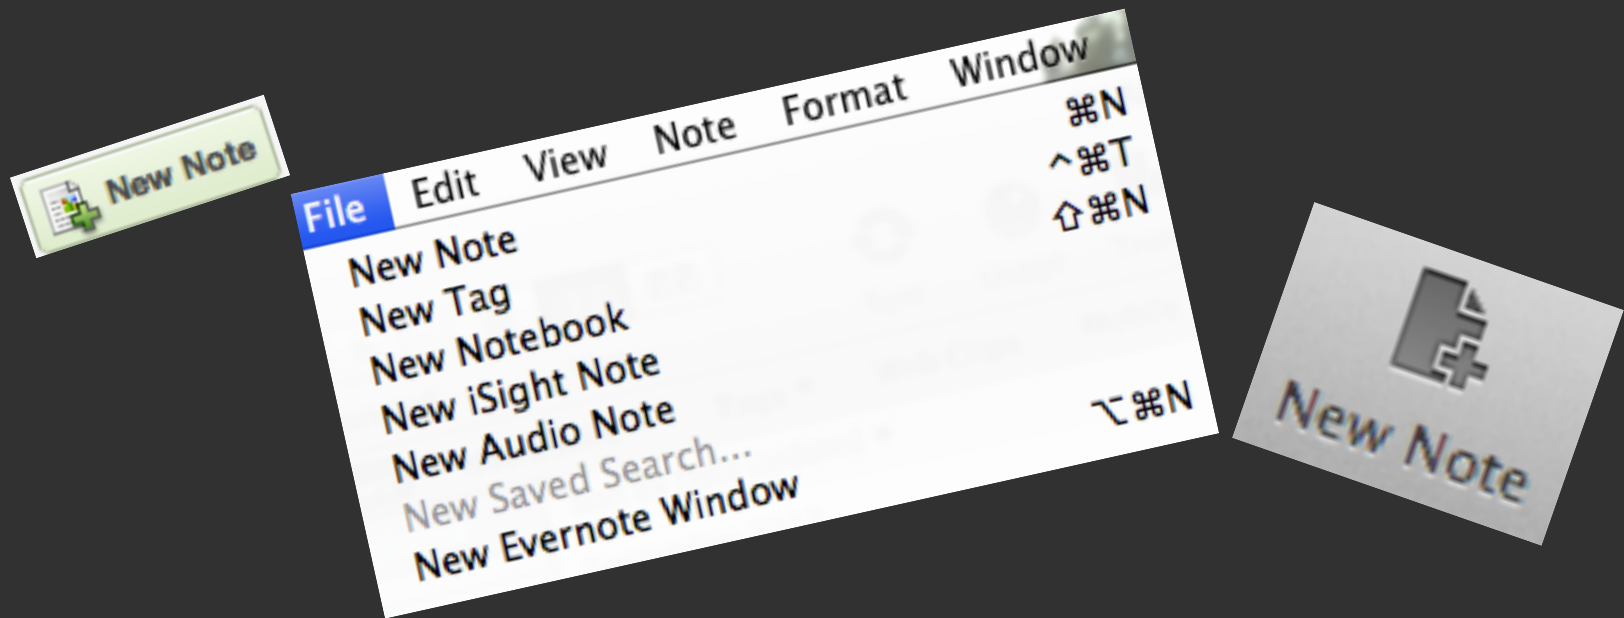 New Note
File Edit View Note Format Window
New Note ⌘N
New Tag ^⌘T
New Notebook ⇧⌘N
New iSight Note
New Audio Note
New Saved Search...
New Evernote Window ⌥⌘N
New Note